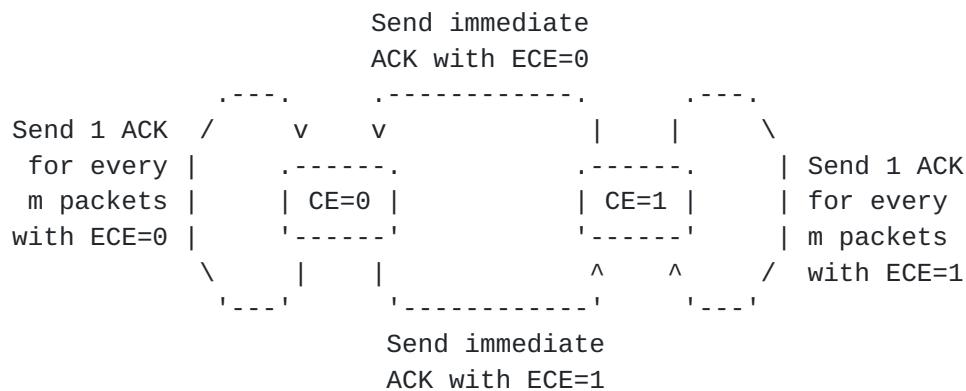 Send immediate
ACK with ECE=0
.---.     .------------.     .---.
Send 1 ACK  /     v    v            |    |     \
for every  |     .------.           .------.     | Send 1 ACK
m packets |     | CE=0 |           | CE=1 |     | for every
with ECE=0 |     '------'           '------'     | m packets
\     |    |            ^    ^     /  with ECE=1
'---'      '------------'     '---'
Send immediate
ACK with ECE=1